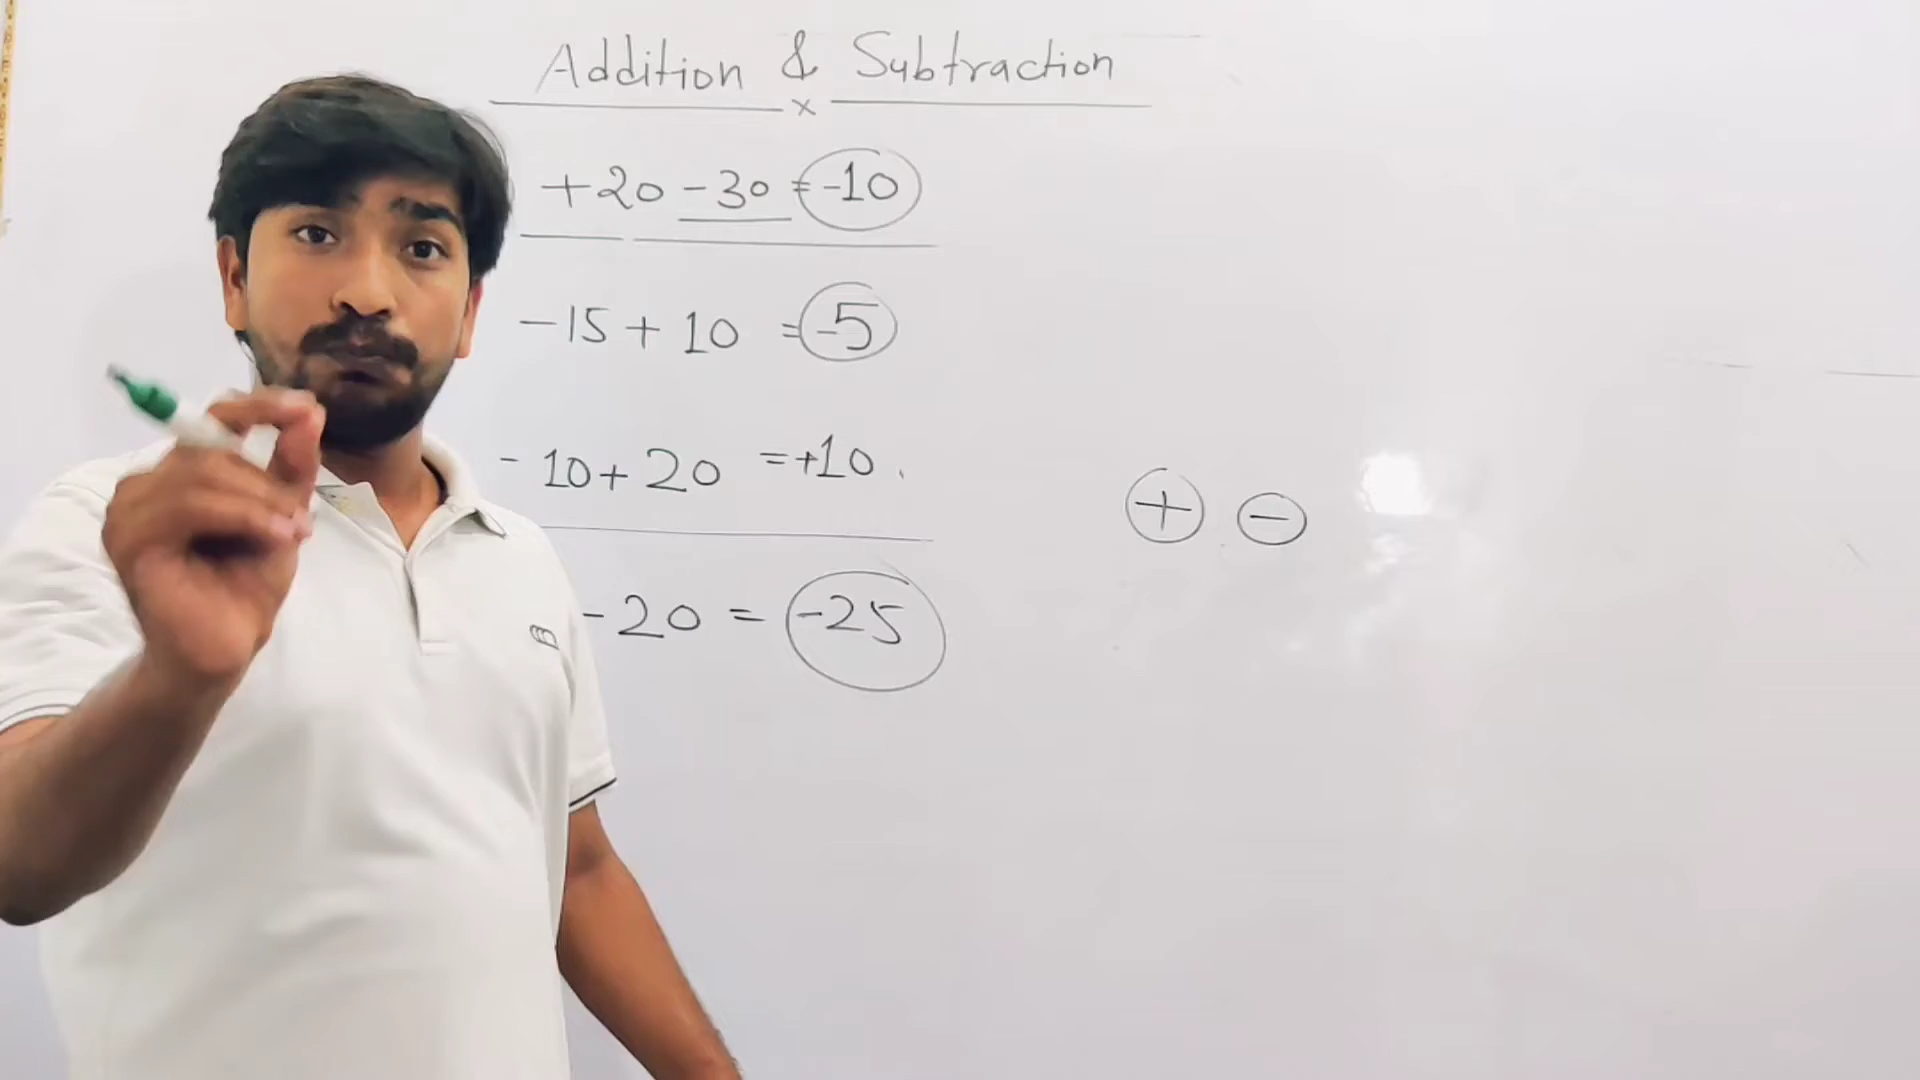 Addition & Subtraction
x
+20 -30 = -10
-15 + 10 = -5
- 10 + 20 = +10.
-20 = -25
+ -